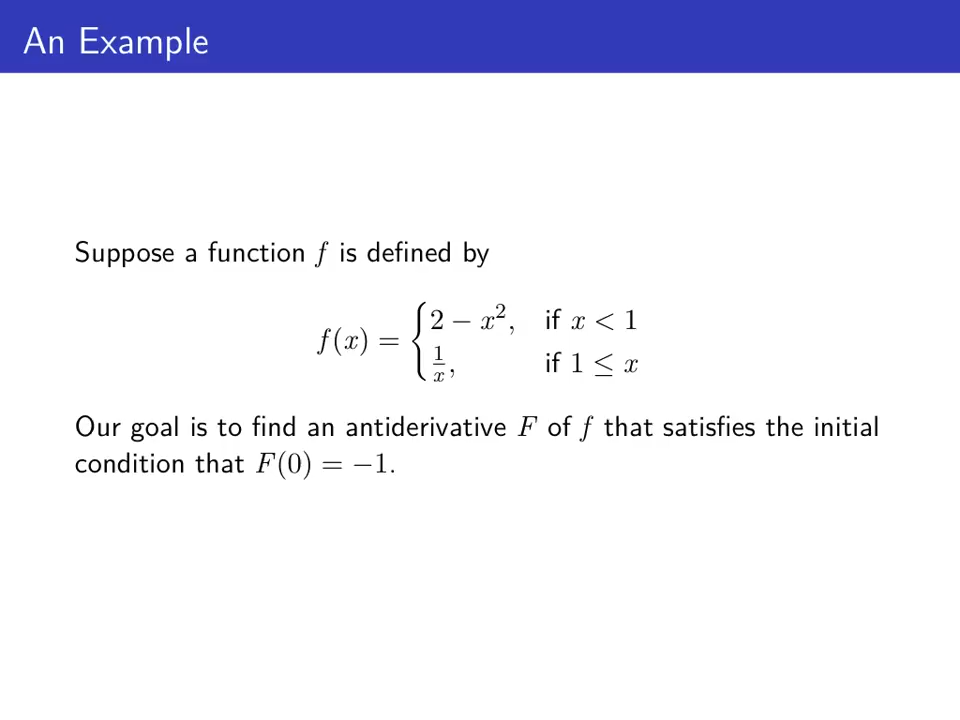 An Example
Suppose a function f is defined by
f(x) = { 2 − x², if x < 1
1/x, if 1 ≤ x
Our goal is to find an antiderivative F of f that satisfies the initial
condition that F(0) = −1.